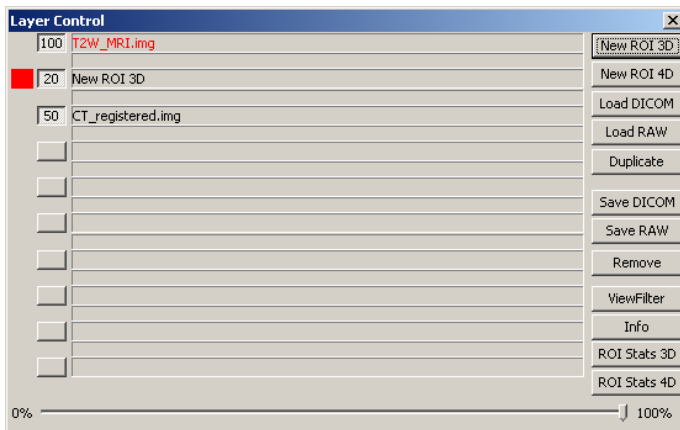 Layer Control
100 T2W_MRI.img
20 New ROI 3D
50 CT_registered.img
New ROI 3D
New ROI 4D
Load DICOM
Load RAW
Duplicate
Save DICOM
Save RAW
Remove
ViewFilter
Info
ROI Stats 3D
ROI Stats 4D
0% 100%